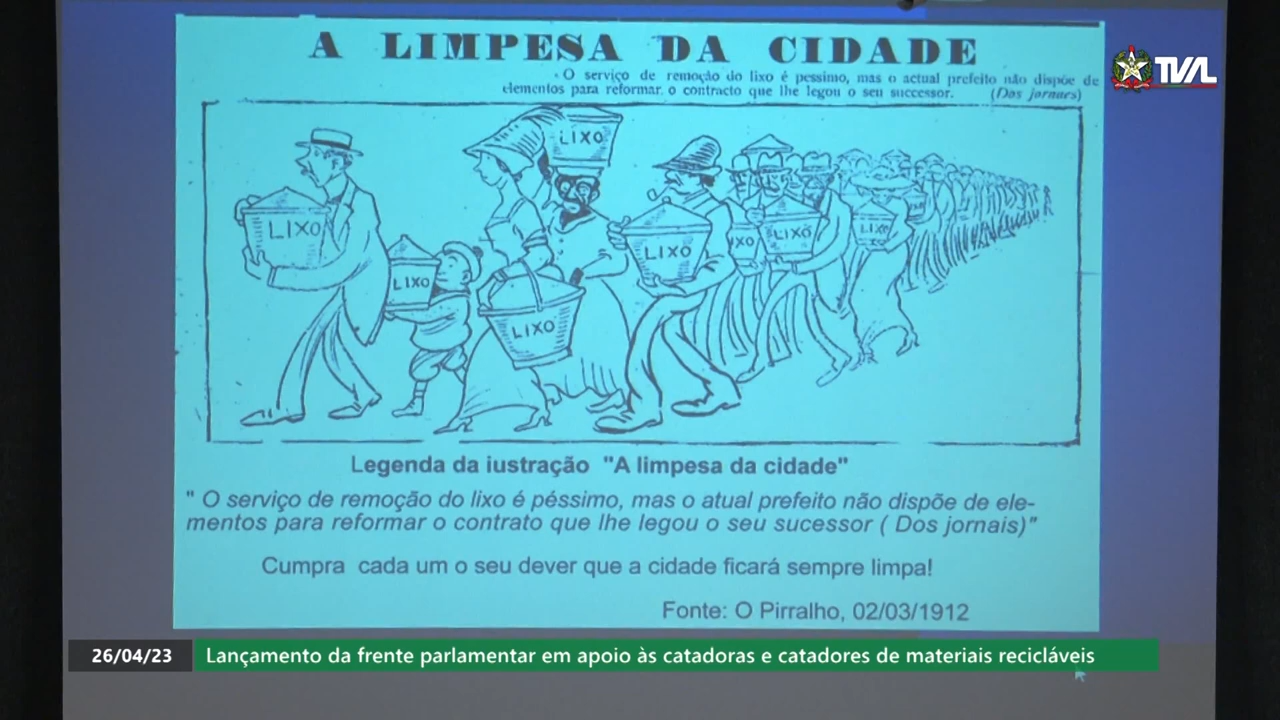 A LIMPESA DA CIDADE
O serviço de remoção do lixo é pessimo, mas o actual prefeito não dispõe de
elementos para reformar o contracto que lhe legou o seu successor. (Dos jornaes)
TVAL
LIXO
LIXO
LIXO
LIXO
LIXO
IXO
LIXO
LIXO
Legenda da iustração "A limpesa da cidade"
" O serviço de remoção do lixo é péssimo, mas o atual prefeito não dispõe de ele-
mentos para reformar o contrato que lhe legou o seu sucessor ( Dos jornais)"
Cumpra cada um o seu dever que a cidade ficará sempre limpa!
Fonte: O Pirralho, 02/03/1912
26/04/23 Lançamento da frente parlamentar em apoio às catadoras e catadores de materiais recicláveis